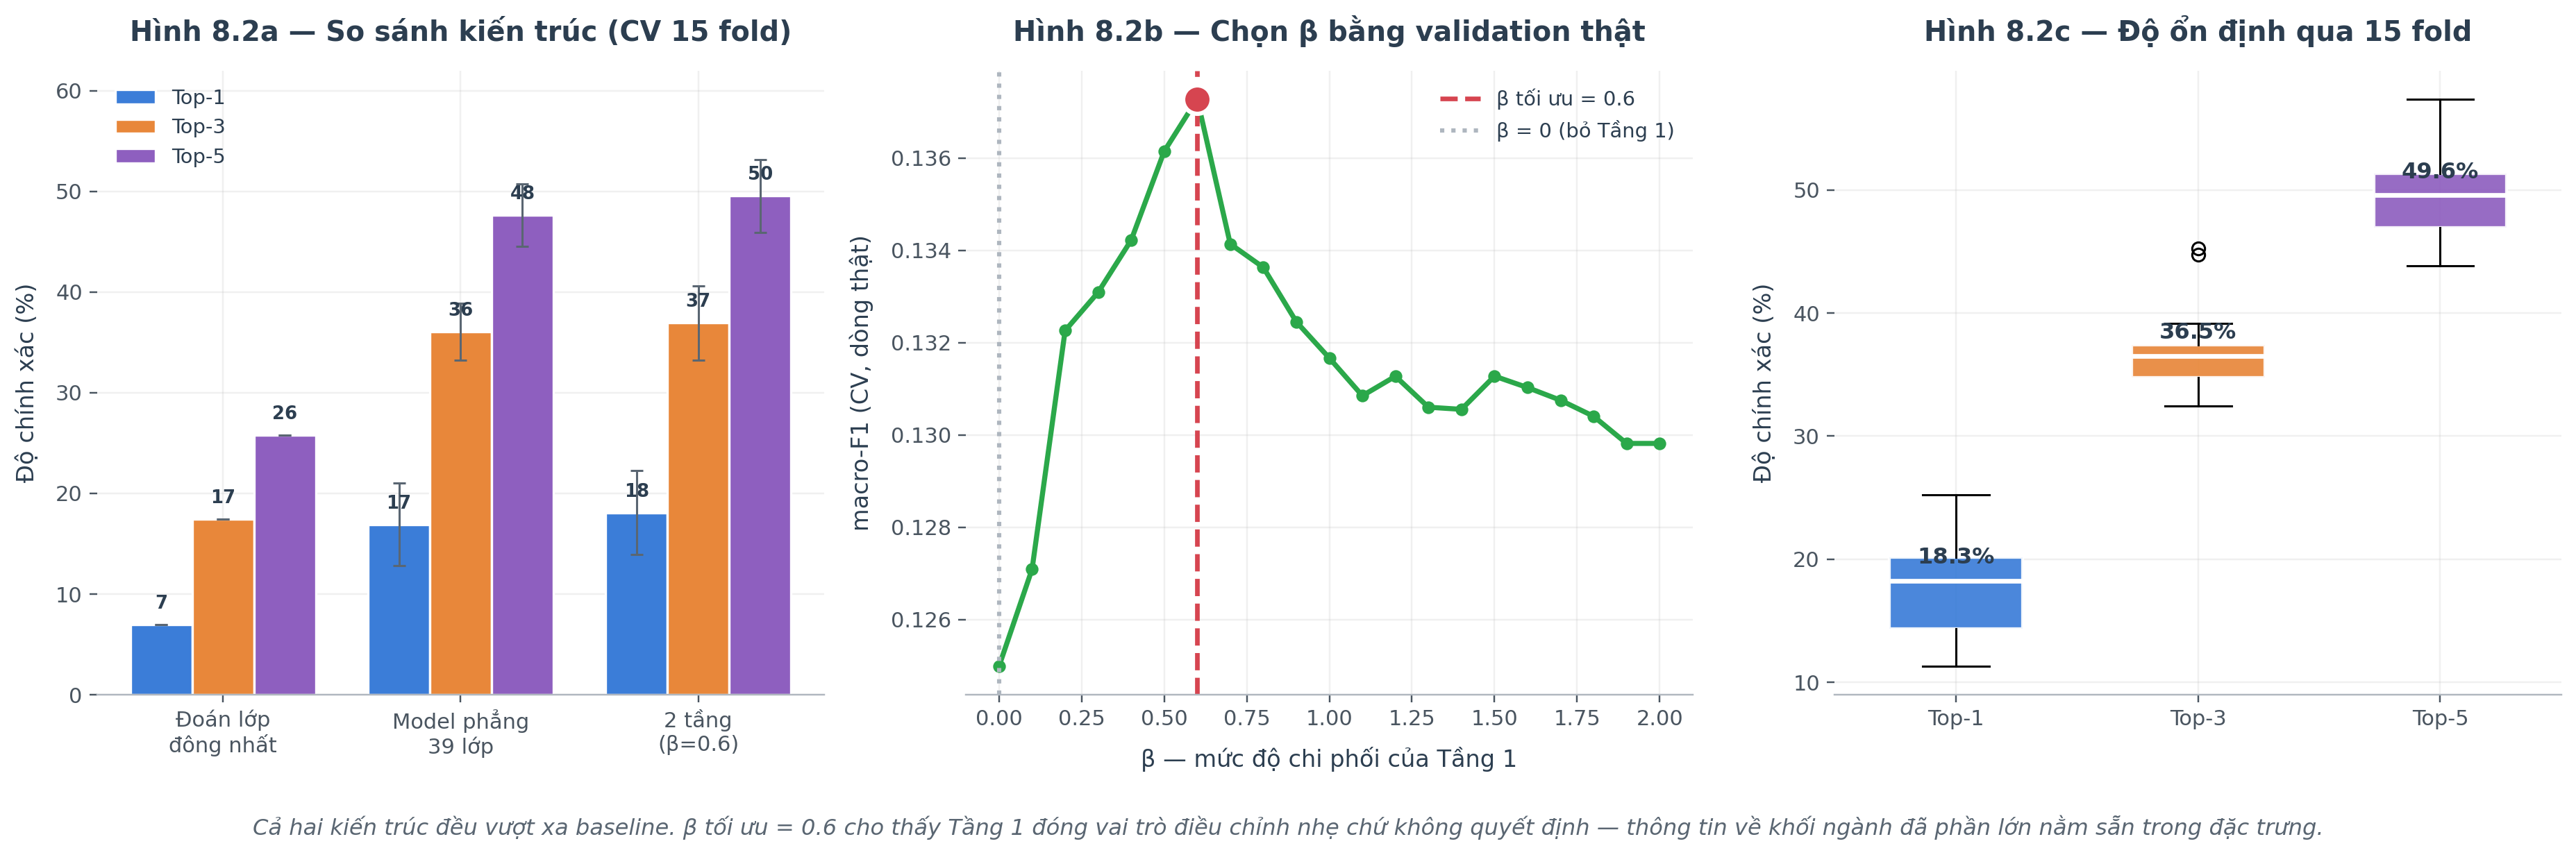 Hình 8.2a — So sánh kiến trúc (CV 15 fold)
Top-1
Top-3
Top-5
Độ chính xác (%)
60
50
40
30
20
10
0
7
17
26
17
36
48
18
37
50
Đoán lớp
đông nhất
Model phẳng
39 lớp
2 tầng
(β=0.6)
Hình 8.2b — Chọn β bằng validation thật
β tối ưu = 0.6
β = 0 (bỏ Tầng 1)
macro-F1 (CV, dòng thật)
0.136
0.134
0.132
0.130
0.128
0.126
0.00 0.25 0.50 0.75 1.00 1.25 1.50 1.75 2.00
β — mức độ chi phối của Tầng 1
Hình 8.2c — Độ ổn định qua 15 fold
Độ chính xác (%)
50
40
30
20
10
18.3%
36.5%
49.6%
Top-1
Top-3
Top-5
Cả hai kiến trúc đều vượt xa baseline. β tối ưu = 0.6 cho thấy Tầng 1 đóng vai trò điều chỉnh nhẹ chứ không quyết định — thông tin về khối ngành đã phần lớn nằm sẵn trong đặc trưng.